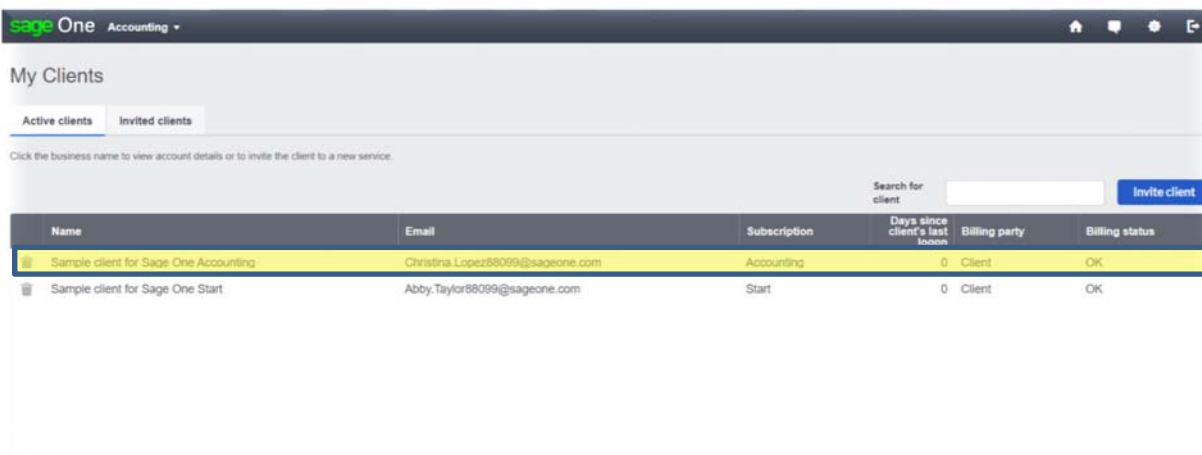 sage One Accounting
My Clients
Active clients Invited clients
Click the business name to view account details or to invite the client to a new service.
Search for
client
Invite client
Name Email Subscription Days since client's last logon Billing party Billing status
Sample client for Sage One Accounting Christina.Lopez88099@sageone.com Accounting 0 Client OK
Sample client for Sage One Start Abby.Taylor88099@sageone.com Start 0 Client OK